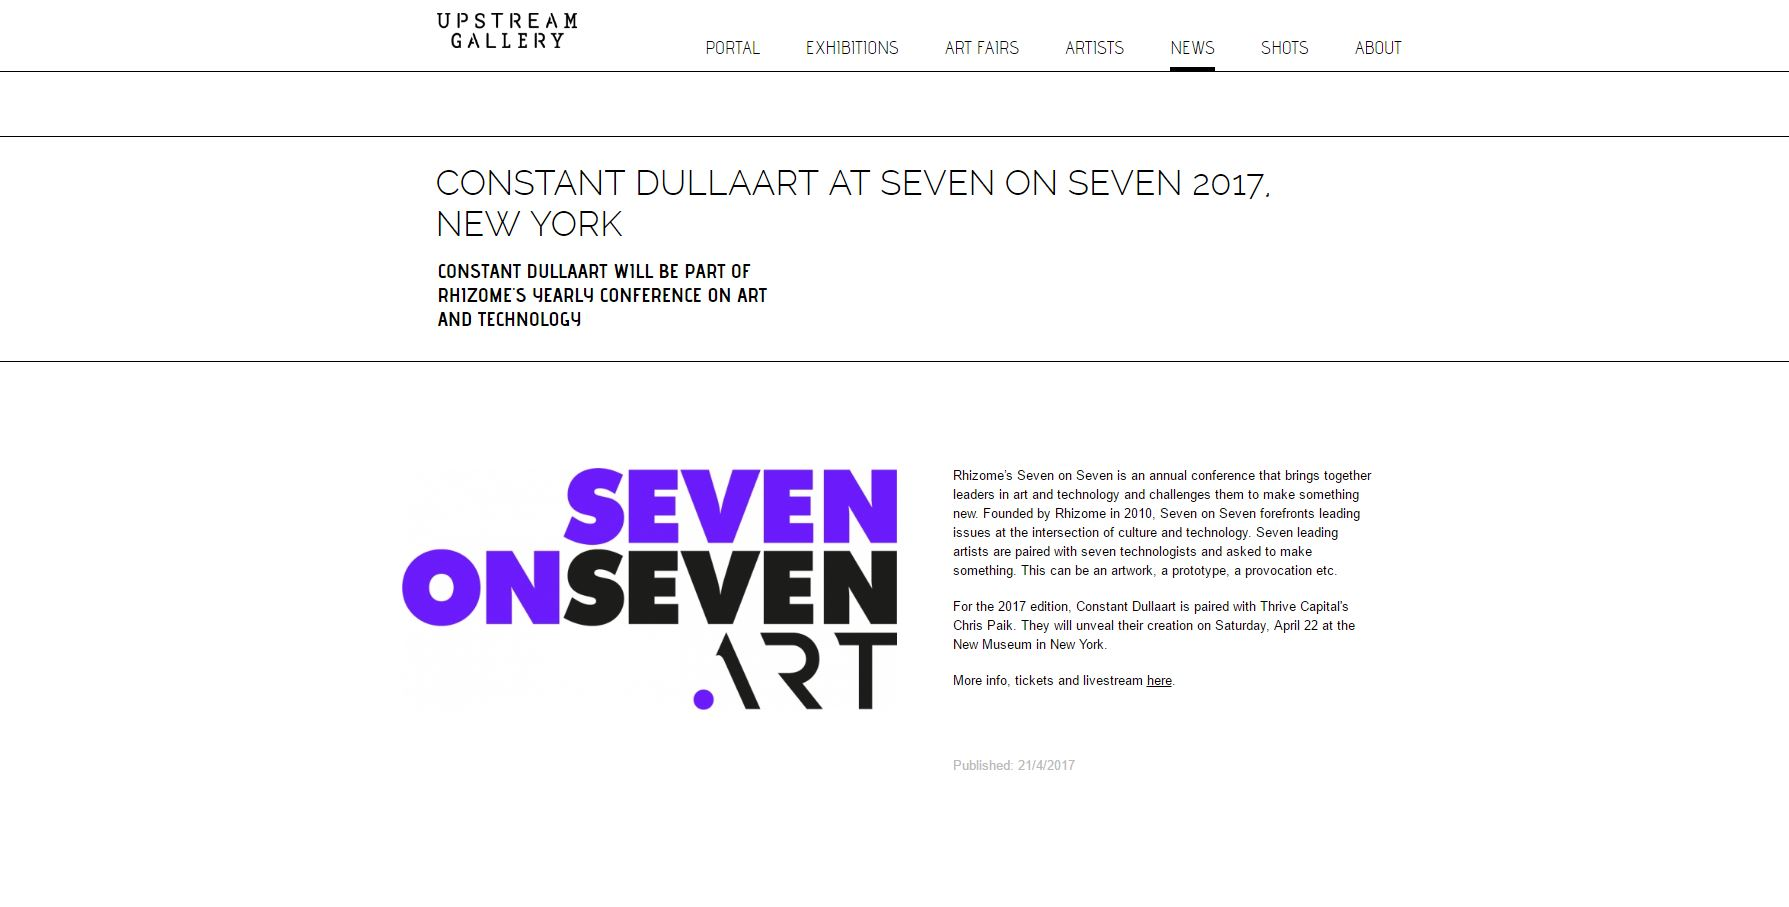 UPSTREAM
GALLERY
PORTAL EXHIBITIONS ART FAIRS ARTISTS NEWS SHOTS ABOUT
CONSTANT DULLAART AT SEVEN ON SEVEN 2017,
NEW YORK
CONSTANT DULLAART WILL BE PART OF
RHIZOME'S YEARLY CONFERENCE ON ART
AND TECHNOLOGY
SEVEN
ONSEVEN
.ART
Rhizome's Seven on Seven is an annual conference that brings together
leaders in art and technology and challenges them to make something
new. Founded by Rhizome in 2010, Seven on Seven forefronts leading
issues at the intersection of culture and technology. Seven leading
artists are paired with seven technologists and asked to make
something. This can be an artwork, a prototype, a provocation etc.
For the 2017 edition, Constant Dullaart is paired with Thrive Capital's
Chris Paik. They will unveal their creation on Saturday, April 22 at the
New Museum in New York.
More info, tickets and livestream here.
Published: 21/4/2017